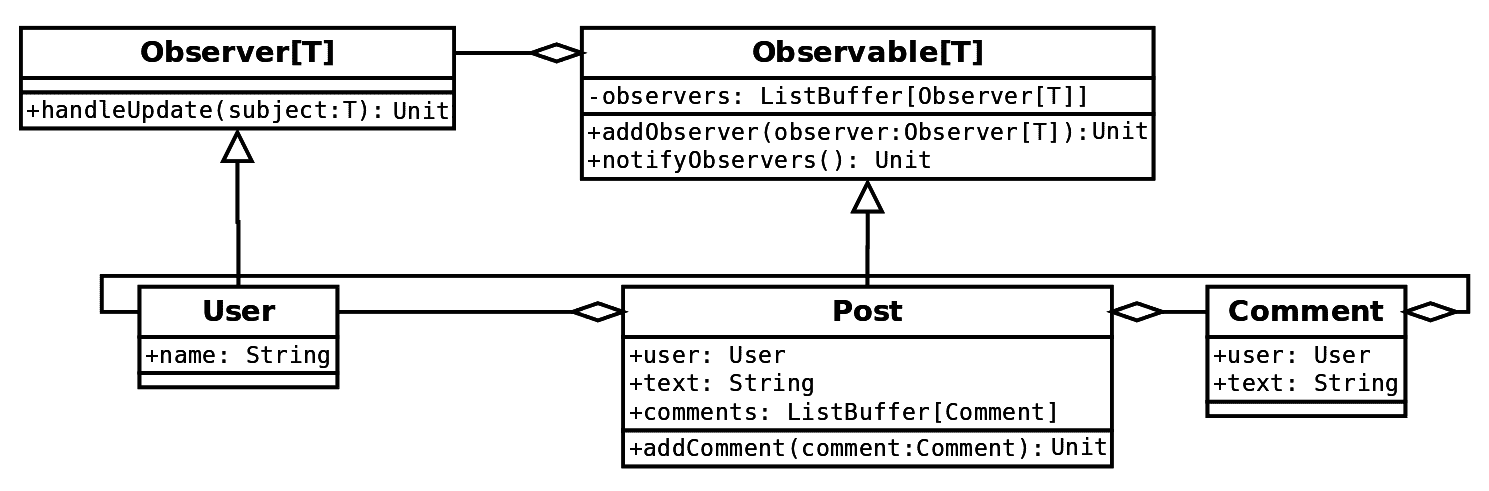 Observer[T]
+handleUpdate(subject:T): Unit
Observable[T]
-observers: ListBuffer[Observer[T]]
+addObserver(observer:Observer[T]):Unit
+notifyObservers(): Unit
User
+name: String
Post
+user: User
+text: String
+comments: ListBuffer[Comment]
+addComment(comment:Comment): Unit
Comment
+user: User
+text: String